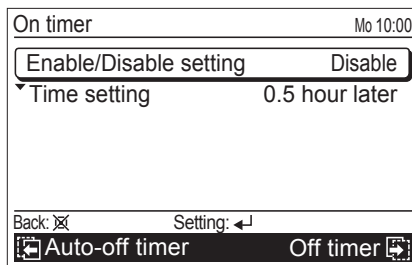 On timer Mo 10:00
Enable/Disable setting Disable
Time setting 0.5 hour later
Back: Setting:
Auto-off timer Off timer